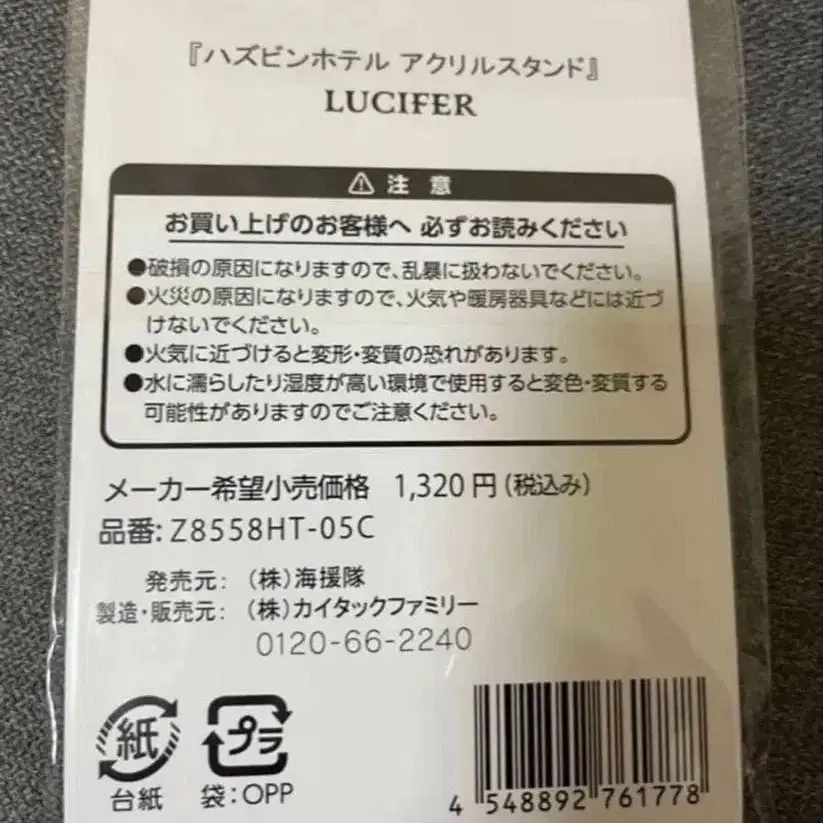 『ハズビンホテル アクリルスタンド』
LUCIFER
⚠ 注 意
お買い上げのお客様へ 必ずお読みください
●破損の原因になりますので、乱暴に扱わないでください。
●火災の原因になりますので、火気や暖房器具などには近づ
けないでください。
●火気に近づけると変形・変質の恐れがあります。
●水に濡らしたり湿度が高い環境で使用すると変色・変質する
可能性がありますのでご注意ください。
メーカー希望小売価格 1,320円(税込み)
品番: Z8558HT-05C
発売元: (株)海援隊
製造・販売元: (株)カイタックファミリー
0120-66-2240
紙 プラ
台紙 袋:OPP
4 548892 761778